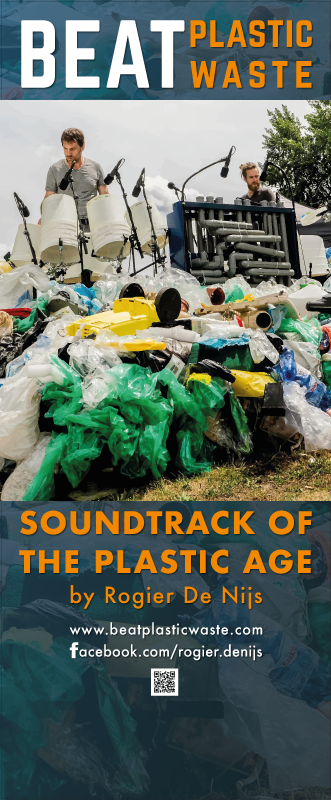 BEAT PLASTIC
WASTE
SOUNDTRACK OF
THE PLASTIC AGE
by Rogier De Nijs
www.beatplasticwaste.com
facebook.com/rogier.denijs